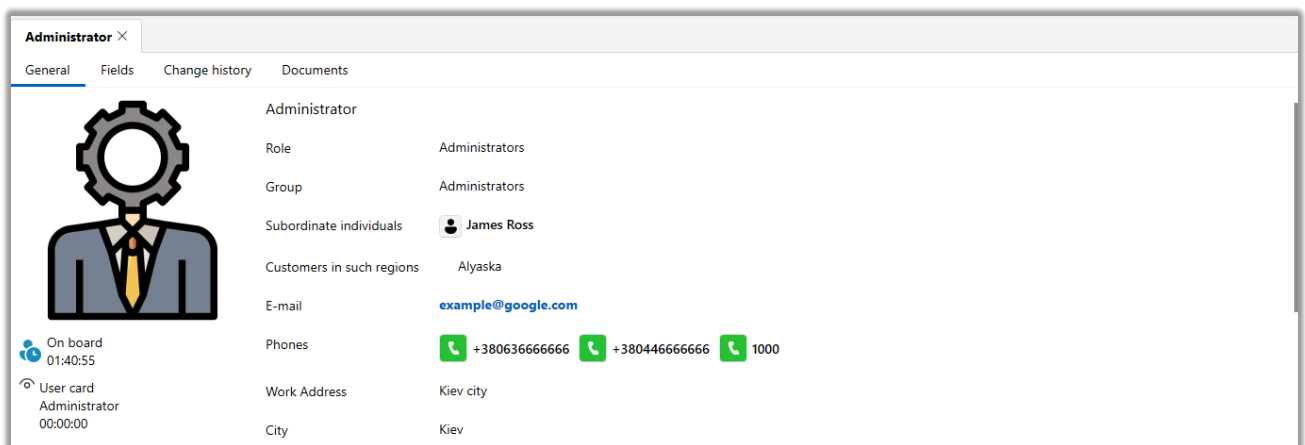 Administrator
General Fields Change history Documents
Administrator
Role Administrators
Group Administrators
Subordinate individuals James Ross
Customers in such regions Alyaska
E-mail example@google.com
Phones +380636666666 +380446666666 1000
Work Address Kiev city
City Kiev
On board
01:40:55
User card
Administrator
00:00:00